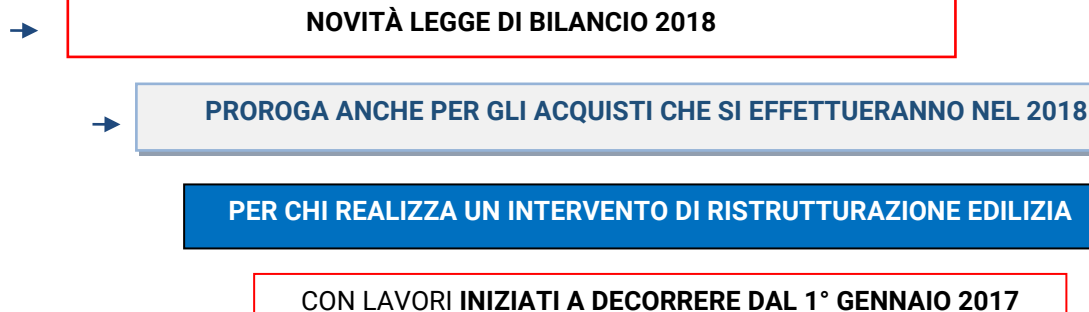 NOVITÀ LEGGE DI BILANCIO 2018
PROROGA ANCHE PER GLI ACQUISTI CHE SI EFFETTUERANNO NEL 2018
PER CHI REALIZZA UN INTERVENTO DI RISTRUTTURAZIONE EDILIZIA
CON LAVORI INIZIATI A DECORRERE DAL 1° GENNAIO 2017